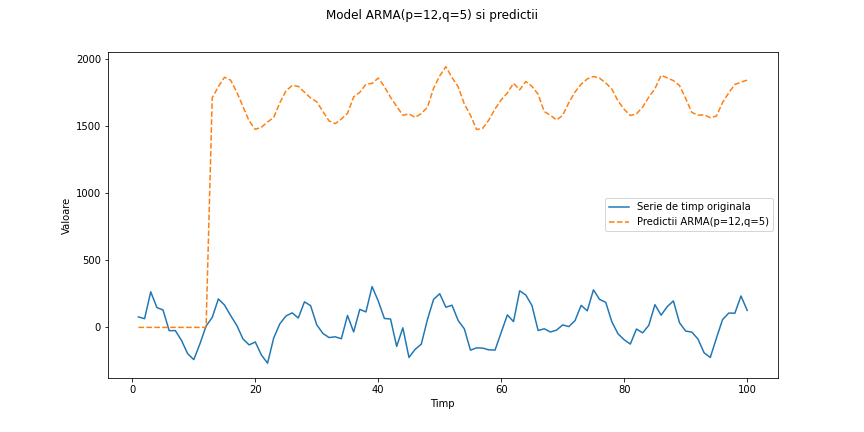 Model ARMA(p=12,q=5) si predictii
2000
1500
1000
500
0
Valoare
Serie de timp originala
Predictii ARMA(p=12,q=5)
0 20 40 60 80 100
Timp